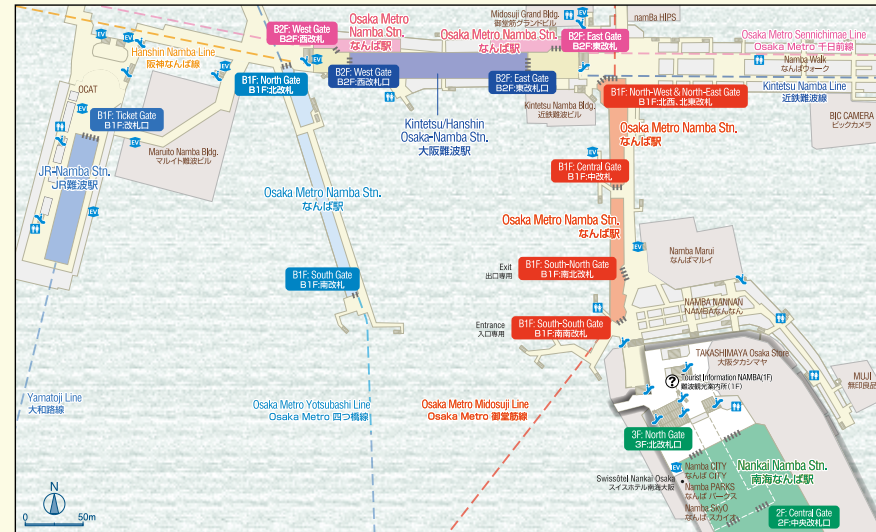 Midosuji Grand Bldg.
御堂筋グランドビル
namBa HIPS
B2F: West Gate
B2F:西改札
Osaka Metro
Namba Stn.
なんば駅
Osaka Metro Namba Stn.
なんば駅
B2F: East Gate
B2F:東改札
Osaka Metro Sennichimae Line
Osaka Metro 千日前線
Hanshin Namba Line
阪神なんば線
Namba Walk
なんばウォーク
B1F: North Gate
B1F:北改札
B2F: West Gate
B2F:西改札口
B2F: East Gate
B2F:東改札口
Kintetsu Namba Line
近鉄難波線
OCAT
B1F: North-West & North-East Gate
B1F:北西、北東改札
B1F: Ticket Gate
B1F:改札口
Kintetsu Namba Bldg.
近鉄難波ビル
BIC CAMERA
ビックカメラ
Kintetsu/Hanshin
Osaka-Namba Stn.
大阪難波駅
Osaka Metro Namba Stn.
なんば駅
Maruito Namba Bldg.
マルイト難波ビル
JR-Namba Stn.
JR難波駅
B1F: Central Gate
B1F:中改札
Osaka Metro Namba Stn.
なんば駅
Osaka Metro Namba Stn.
なんば駅
Namba Marui
なんばマルイ
Exit
出口専用
B1F: South-North Gate
B1F:南北改札
B1F: South Gate
B1F:南改札
NAMBA NANNAN
NAMBAなんなん
Entrance
入口専用
B1F: South-South Gate
B1F:南南改札
TAKASHIMAYA Osaka Store
大阪タカシマヤ
?
Tourist Information NAMBA(1F)
難波観光案内所(1F)
MUJI
無印良品
Yamatoji Line
大和路線
Osaka Metro Yotsubashi Line
Osaka Metro 四つ橋線
Osaka Metro Midosuji Line
Osaka Metro 御堂筋線
3F: North Gate
3F:北改札口
Namba CITY
なんば CITY
Nankai Namba Stn.
南海なんば駅
Swissôtel Nankai Osaka
スイスホテル南海大阪
Namba PARKS
なんば パークス
Namba SkyO
なんば スカイオ
2F: Central Gate
2F:中央改札口
N
0 50m
EV
EV
EV
EV
EV
EV
EV
EV
EV
EV
EV